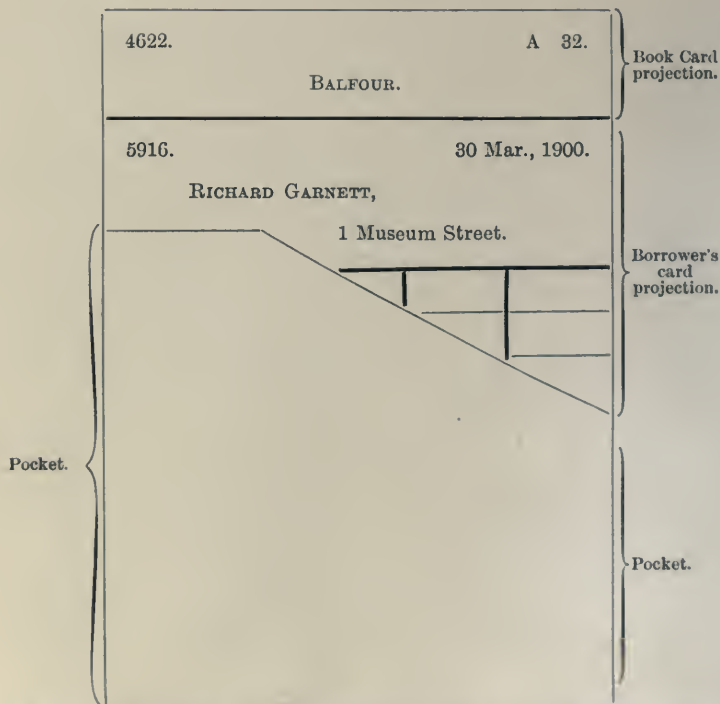 4622. A 32.
BALFOUR.
Book Card
projection.
5916. 30 Mar., 1900.
RICHARD GARNETT,
1 Museum Street.
Borrower's
card
projection.
Pocket.
Pocket.